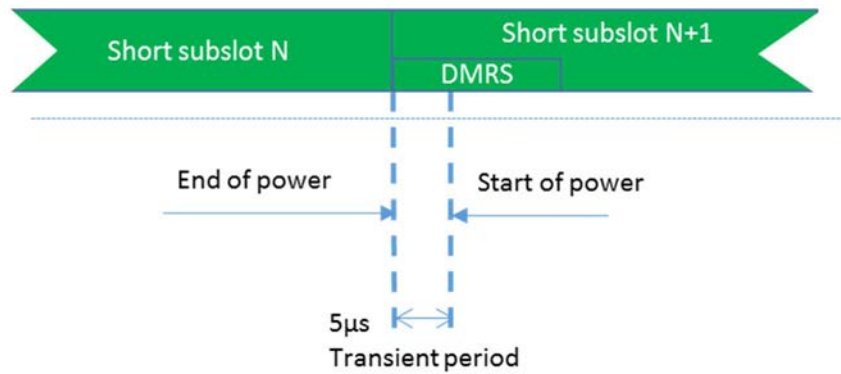 Short subslot N
Short subslot N+1
DMRS
End of power
Start of power
5µs
Transient period